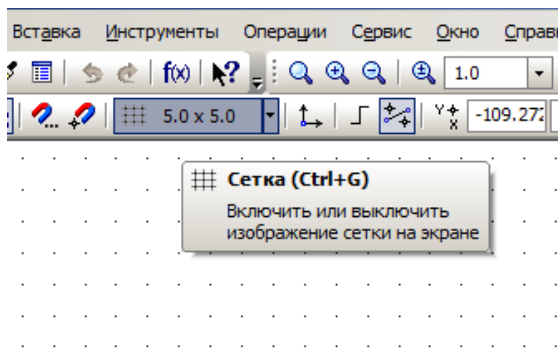 Вставка Инструменты Операции Сервис Окно
f(x) 1.0
5.0 x 5.0 Y X -109.272
Сетка (Ctrl+G)
Включить или выключить
изображение сетки на экране